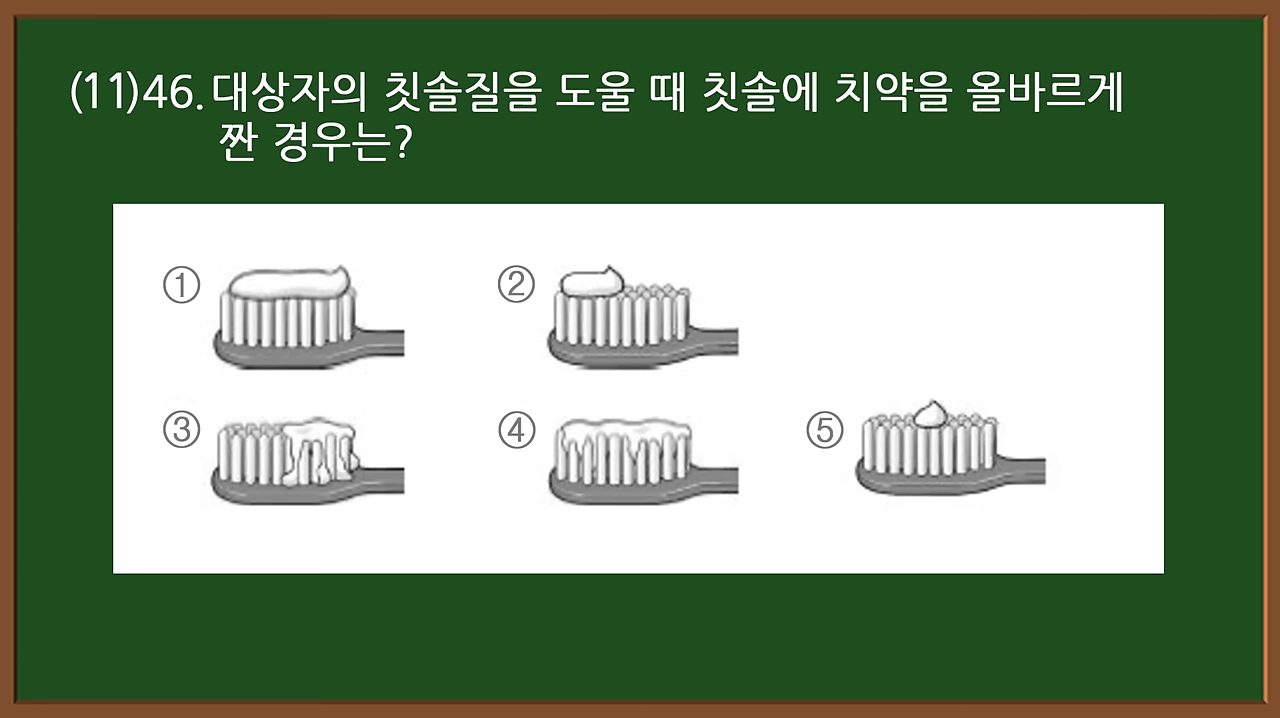 (11)46. 대상자의 칫솔질을 도울 때 칫솔에 치약을 올바르게
짠 경우는?
① ②
③ ④ ⑤